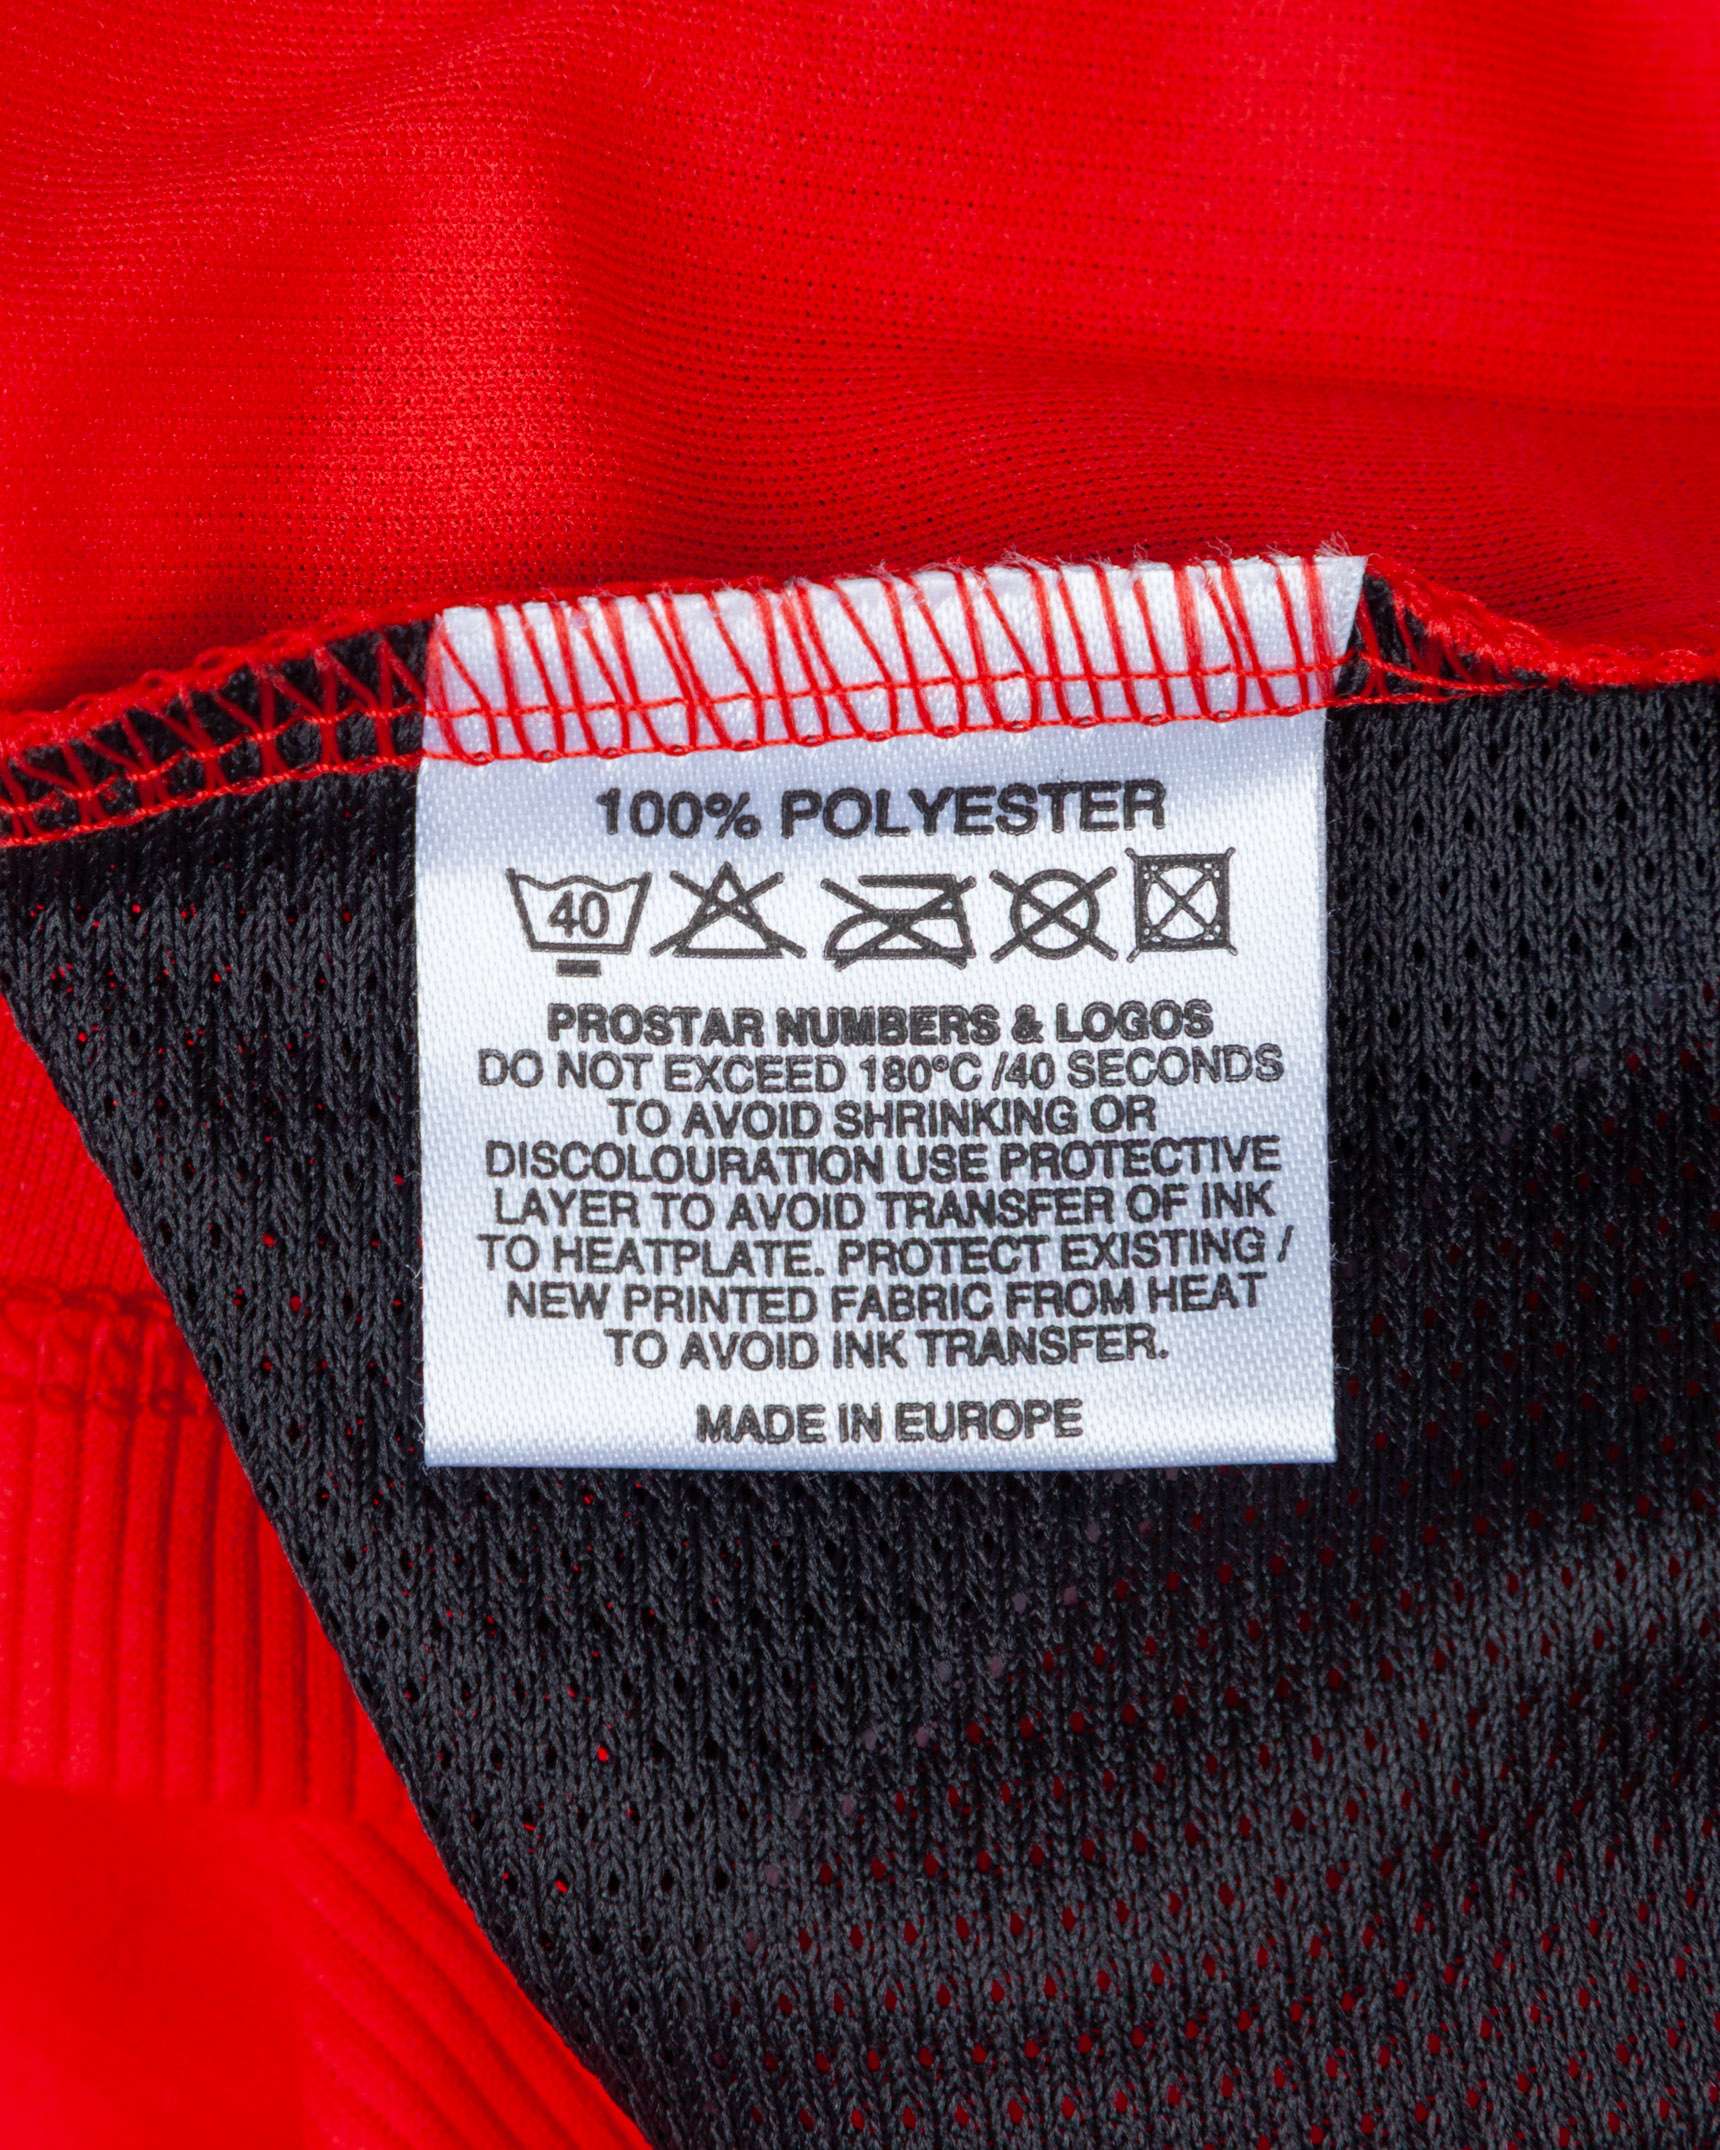 100% POLYESTER
40
PROSTAR NUMBERS & LOGOS
DO NOT EXCEED 180°C /40 SECONDS
TO AVOID SHRINKING OR
DISCOLOURATION USE PROTECTIVE
LAYER TO AVOID TRANSFER OF INK
TO HEATPLATE. PROTECT EXISTING /
NEW PRINTED FABRIC FROM HEAT
TO AVOID INK TRANSFER.
MADE IN EUROPE